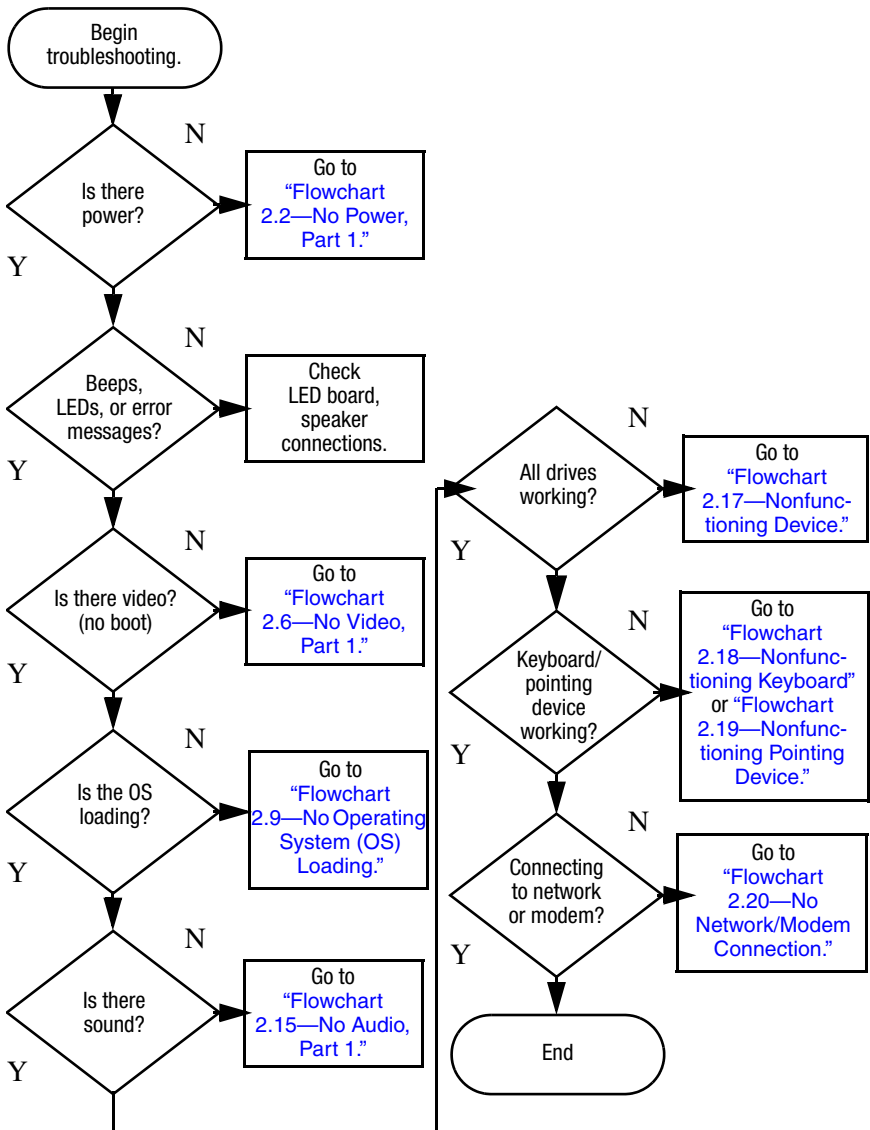 Begin
troubleshooting.
N
Is there
power?
Go to
“Flowchart
2.2—No Power,
Part 1.”
Y
N
Beeps,
LEDs, or error
messages?
Check
LED board,
speaker
connections.
Y
N
Is there video?
(no boot)
Go to
“Flowchart
2.6—No Video,
Part 1.”
Y
N
Is the OS
loading?
Go to
“Flowchart
2.9—No Operating
System (OS)
Loading.”
Y
N
Is there
sound?
Go to
“Flowchart
2.15—No Audio,
Part 1.”
Y
N
All drives
working?
Go to
“Flowchart
2.17—Nonfunc-
tioning Device.”
Y
N
Keyboard/
pointing
device
working?
Go to
“Flowchart
2.18—Nonfunc-
tioning Keyboard”
or “Flowchart
2.19—Nonfunc-
tioning Pointing
Device.”
Y
N
Connecting
to network
or modem?
Go to
“Flowchart
2.20—No
Network/Modem
Connection.”
Y
End